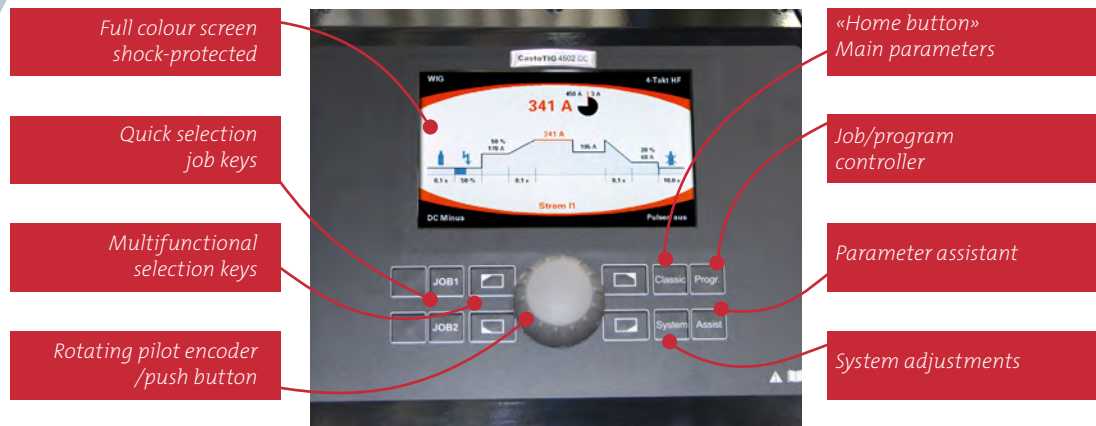 Full colour screen
shock-protected
Quick selection
job keys
Multifunctional
selection keys
Rotating pilot encoder
/push button
CastoTIG 4502 DC
WIG
4-Takt HF
450 A 3 A
341 A
341 A
50 %
170 A
195 A
20 %
68 A
0,1 s
50 %
0,1 s
0,1 s
10,0 s
Strom I1
DC Minus
Pulsen aus
JOB1
Classic
Progr.
JOB2
System
Assist
«Home button»
Main parameters
Job/program
controller
Parameter assistant
System adjustments